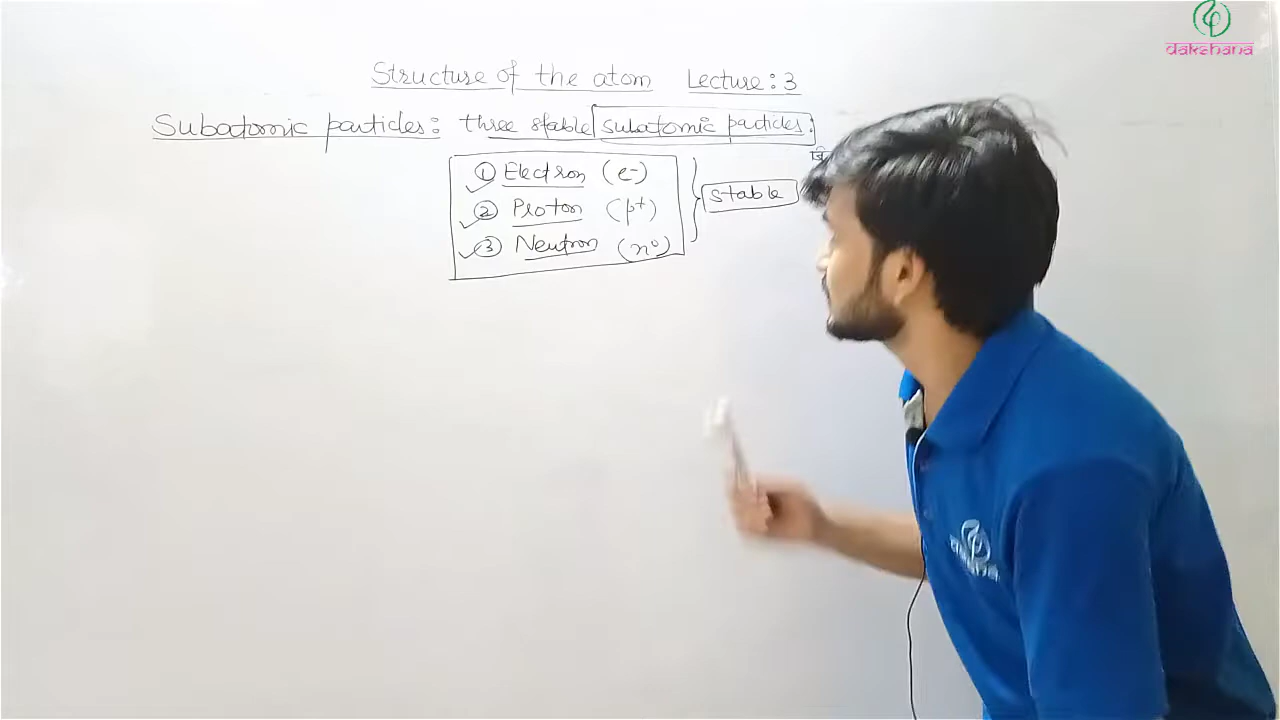 dakshana
Structure of the atom Lecture: 3
Subatomic particles: three stable subatomic particles:
① Electron (e-)
② Proton (p+)
③ Neutron (n°)
stable